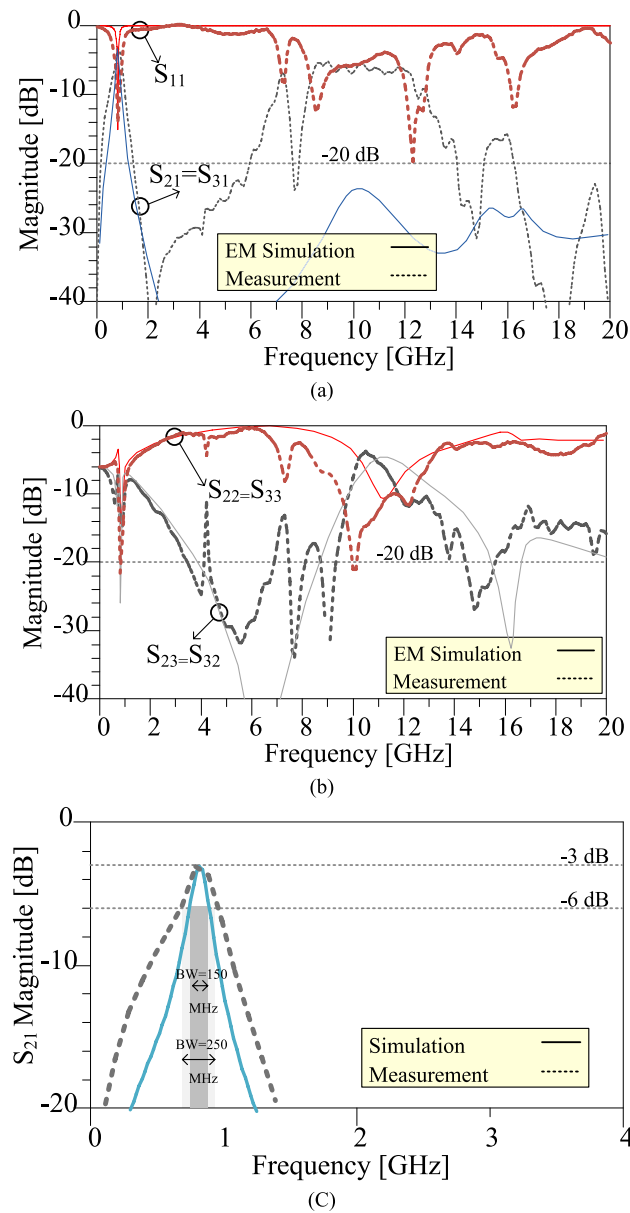 0
-10
-20
-30
-40
Magnitude [dB]
S11
-20 dB
S21=S31
EM Simulation
Measurement
0 2 4 6 8 10 12 14 16 18 20
Frequency [GHz]
(a)
0
-10
-20
-30
-40
Magnitude [dB]
S22=S33
-20 dB
S23=S32
EM Simulation
Measurement
0 2 4 6 8 10 12 14 16 18 20
Frequency [GHz]
(b)
0
-10
-20
S21 Magnitude [dB]
-3 dB
-6 dB
BW=150
MHz
BW=250
MHz
Simulation
Measurement
0 1 2 3 4
Frequency [GHz]
(C)